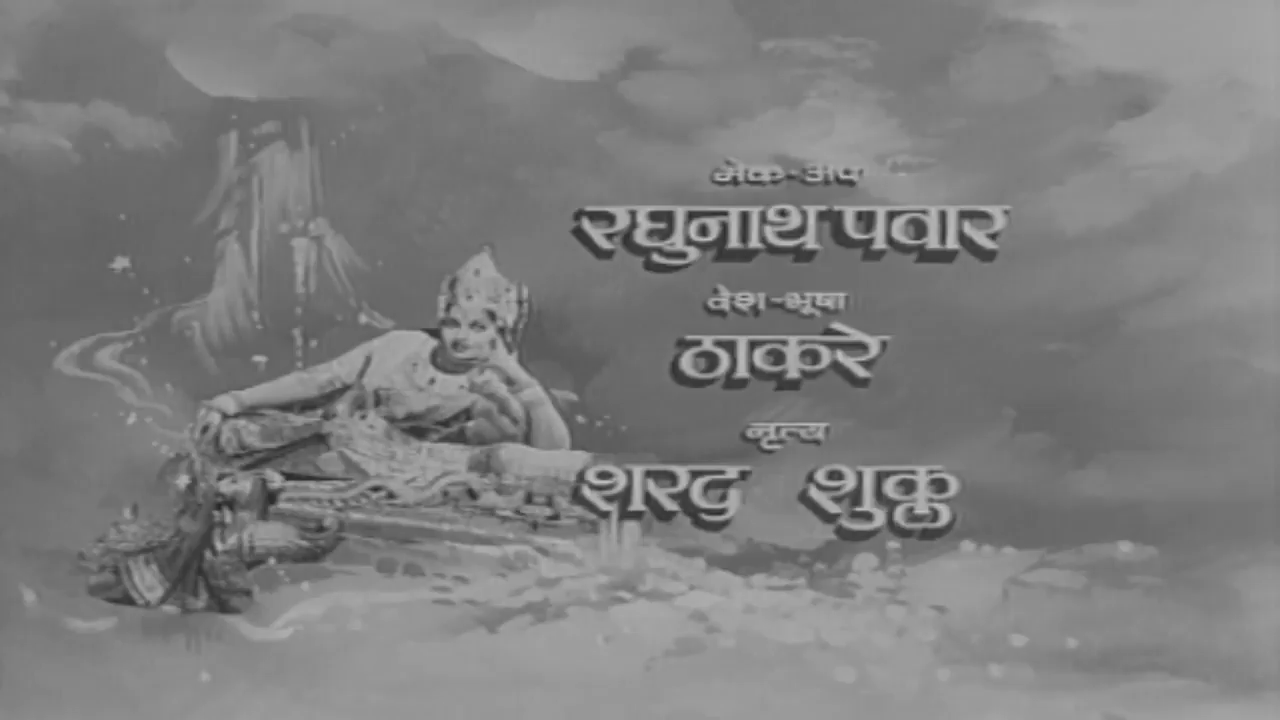 मेक-अप
रघुनाथ पवार
वेश-भूषा
ठाकरे
नृत्य
शरद शुक्ल